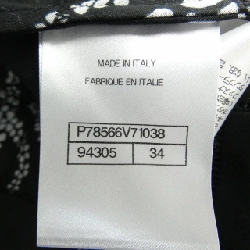 MADE IN ITALY
FABRIQUE EN ITALIE
P78566V71038
94305 34